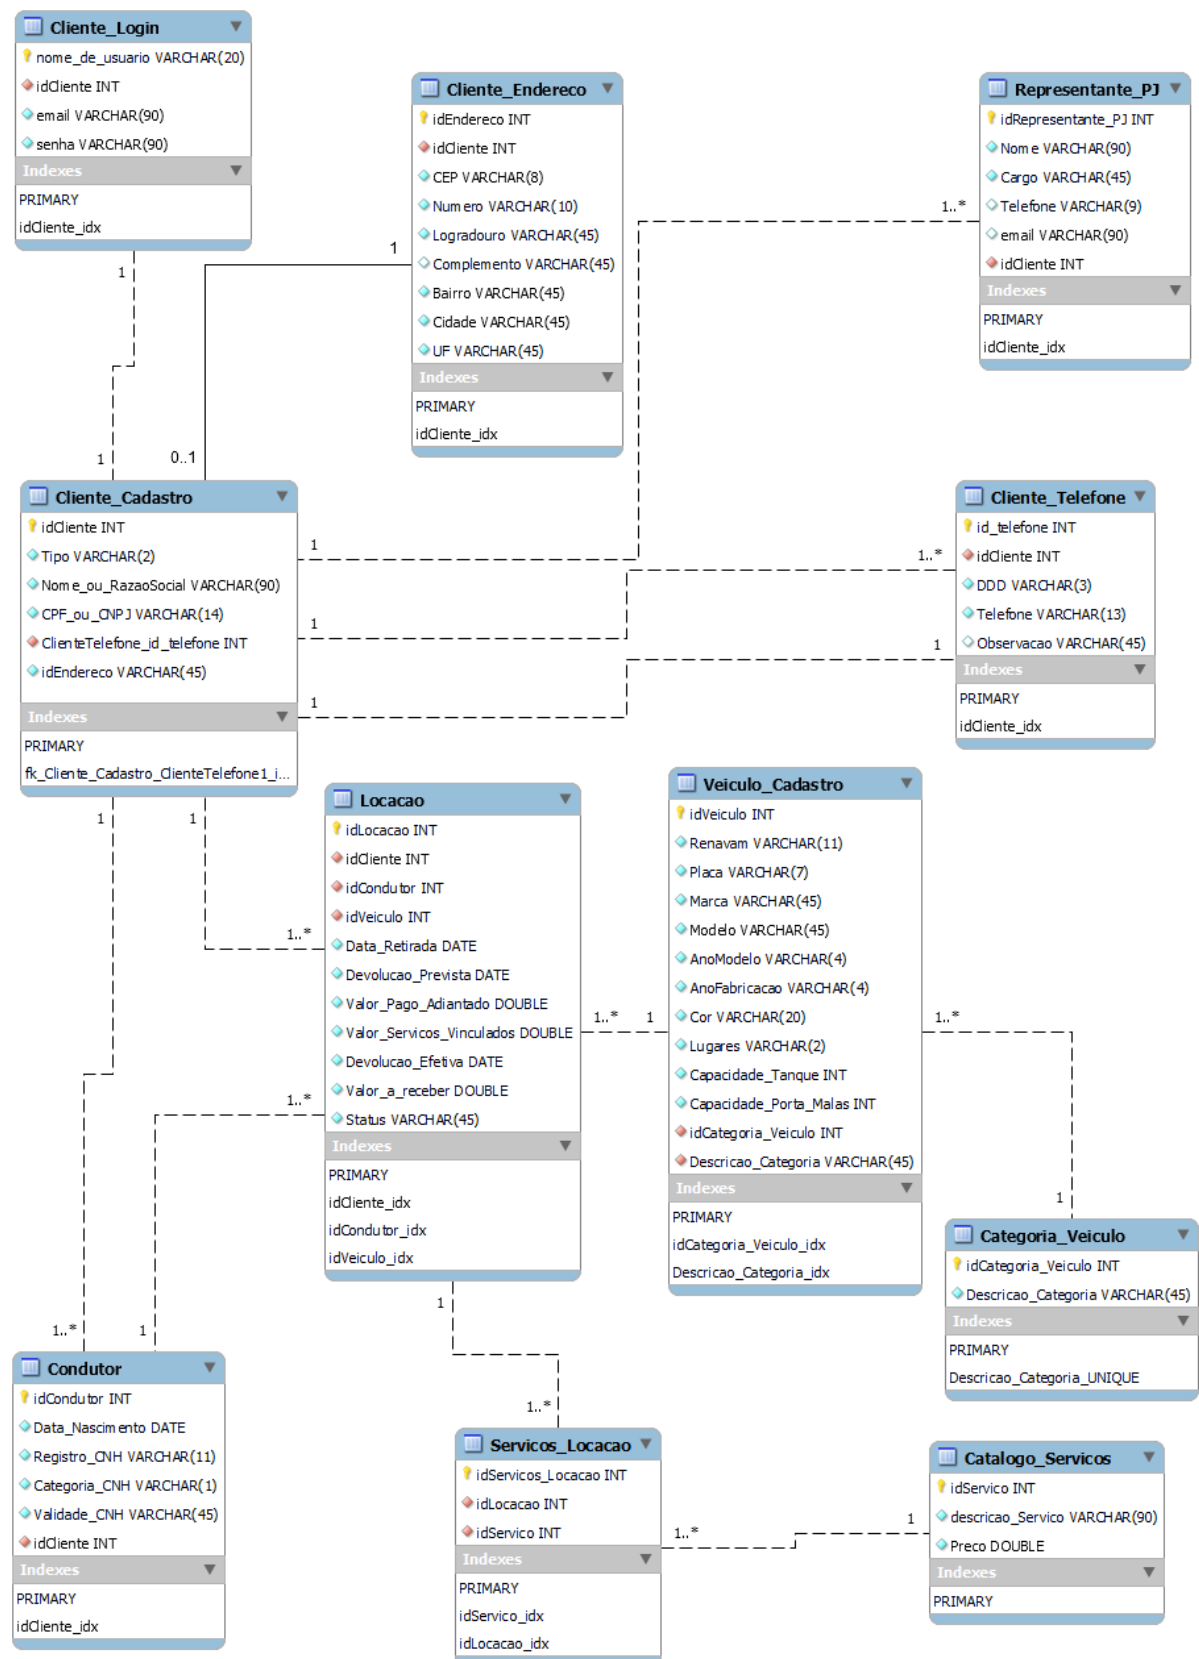 Cliente_Login
nome_de_usuario VARCHAR(20)
idCliente INT
email VARCHAR(90)
senha VARCHAR(90)
Indexes
PRIMARY
idCliente_idx
1
1
Cliente_Endereco
idEndereco INT
idCliente INT
CEP VARCHAR(8)
Numero VARCHAR(10)
Logradouro VARCHAR(45)
Complemento VARCHAR(45)
Bairro VARCHAR(45)
Cidade VARCHAR(45)
UF VARCHAR(45)
Indexes
PRIMARY
idCliente_idx
1
0..1
Representante_PJ
idRepresentante_PJ INT
Nome VARCHAR(90)
Cargo VARCHAR(45)
Telefone VARCHAR(9)
email VARCHAR(90)
idCliente INT
Indexes
PRIMARY
idCliente_idx
1..*
1
Cliente_Cadastro
idCliente INT
Tipo VARCHAR(2)
Nome_ou_RazaoSocial VARCHAR(90)
CPF_ou_CNPJ VARCHAR(14)
ClienteTelefone_id_telefone INT
idEndereco VARCHAR(45)
Indexes
PRIMARY
fk_Cliente_Cadastro_ClienteTelefone1_i...
Cliente_Telefone
id_telefone INT
idCliente INT
DDD VARCHAR(3)
Telefone VARCHAR(13)
Observacao VARCHAR(45)
Indexes
PRIMARY
idCliente_idx
1..*
1
1
1
1
1
Locacao
idLocacao INT
idCliente INT
idCondutor INT
idVeiculo INT
Data_Retirada DATE
Devolucao_Prevista DATE
Valor_Pago_Adiantado DOUBLE
Valor_Servicos_Vinculados DOUBLE
Devolucao_Efetiva DATE
Valor_a_receber DOUBLE
Status VARCHAR(45)
Indexes
PRIMARY
idCliente_idx
idCondutor_idx
idVeiculo_idx
1..*
1..*
1..*
1
Veiculo_Cadastro
idVeiculo INT
Renavam VARCHAR(11)
Placa VARCHAR(7)
Marca VARCHAR(45)
Modelo VARCHAR(45)
AnoModelo VARCHAR(4)
AnoFabricacao VARCHAR(4)
Cor VARCHAR(20)
Lugares VARCHAR(2)
Capacidade_Tanque INT
Capacidade_Porta_Malas INT
idCategoria_Veiculo INT
Descricao_Categoria VARCHAR(45)
Indexes
PRIMARY
idCategoria_Veiculo_idx
Descricao_Categoria_idx
1..*
1
Categoria_Veiculo
idCategoria_Veiculo INT
Descricao_Categoria VARCHAR(45)
Indexes
PRIMARY
Descricao_Categoria_UNIQUE
1..*
1
Condutor
idCondutor INT
Data_Nascimento DATE
Registro_CNH VARCHAR(11)
Categoria_CNH VARCHAR(1)
Validade_CNH VARCHAR(45)
idCliente INT
Indexes
PRIMARY
idCliente_idx
1
1..*
Servicos_Locacao
idServicos_Locacao INT
idLocacao INT
idServico INT
Indexes
PRIMARY
idServico_idx
idLocacao_idx
1..*
1
Catalogo_Servicos
idServico INT
descricao_Servico VARCHAR(90)
Preco DOUBLE
Indexes
PRIMARY